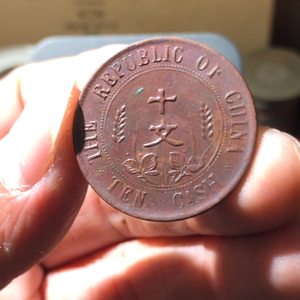 THE REPUBLIC OF CHINA
十
文
TEN CASH